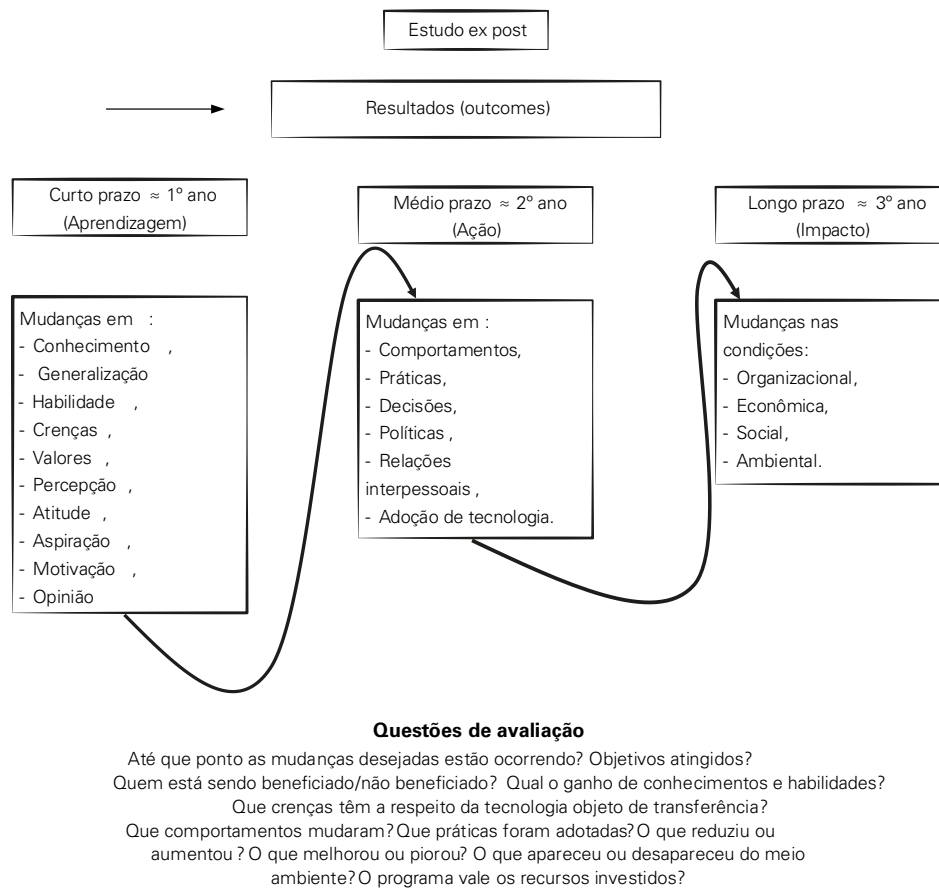 Estudo ex post
Resultados (outcomes)
Curto prazo ≈ 1º ano
(Aprendizagem)
Médio prazo ≈ 2º ano
(Ação)
Longo prazo ≈ 3º ano
(Impacto)
Mudanças em :
- Conhecimento ,
- Generalização
- Habilidade ,
- Crenças ,
- Valores ,
- Percepção ,
- Atitude ,
- Aspiração ,
- Motivação ,
- Opinião
Mudanças em :
- Comportamentos,
- Práticas,
- Decisões,
- Políticas ,
- Relações
interpessoais ,
- Adoção de tecnologia.
Mudanças nas
condições:
- Organizacional,
- Econômica,
- Social,
- Ambiental.
Questões de avaliação
Até que ponto as mudanças desejadas estão ocorrendo? Objetivos atingidos?
Quem está sendo beneficiado/não beneficiado? Qual o ganho de conhecimentos e habilidades?
Que crenças têm a respeito da tecnologia objeto de transferência?
Que comportamentos mudaram? Que práticas foram adotadas? O que reduziu ou
aumentou ? O que melhorou ou piorou? O que apareceu ou desapareceu do meio
ambiente? O programa vale os recursos investidos?